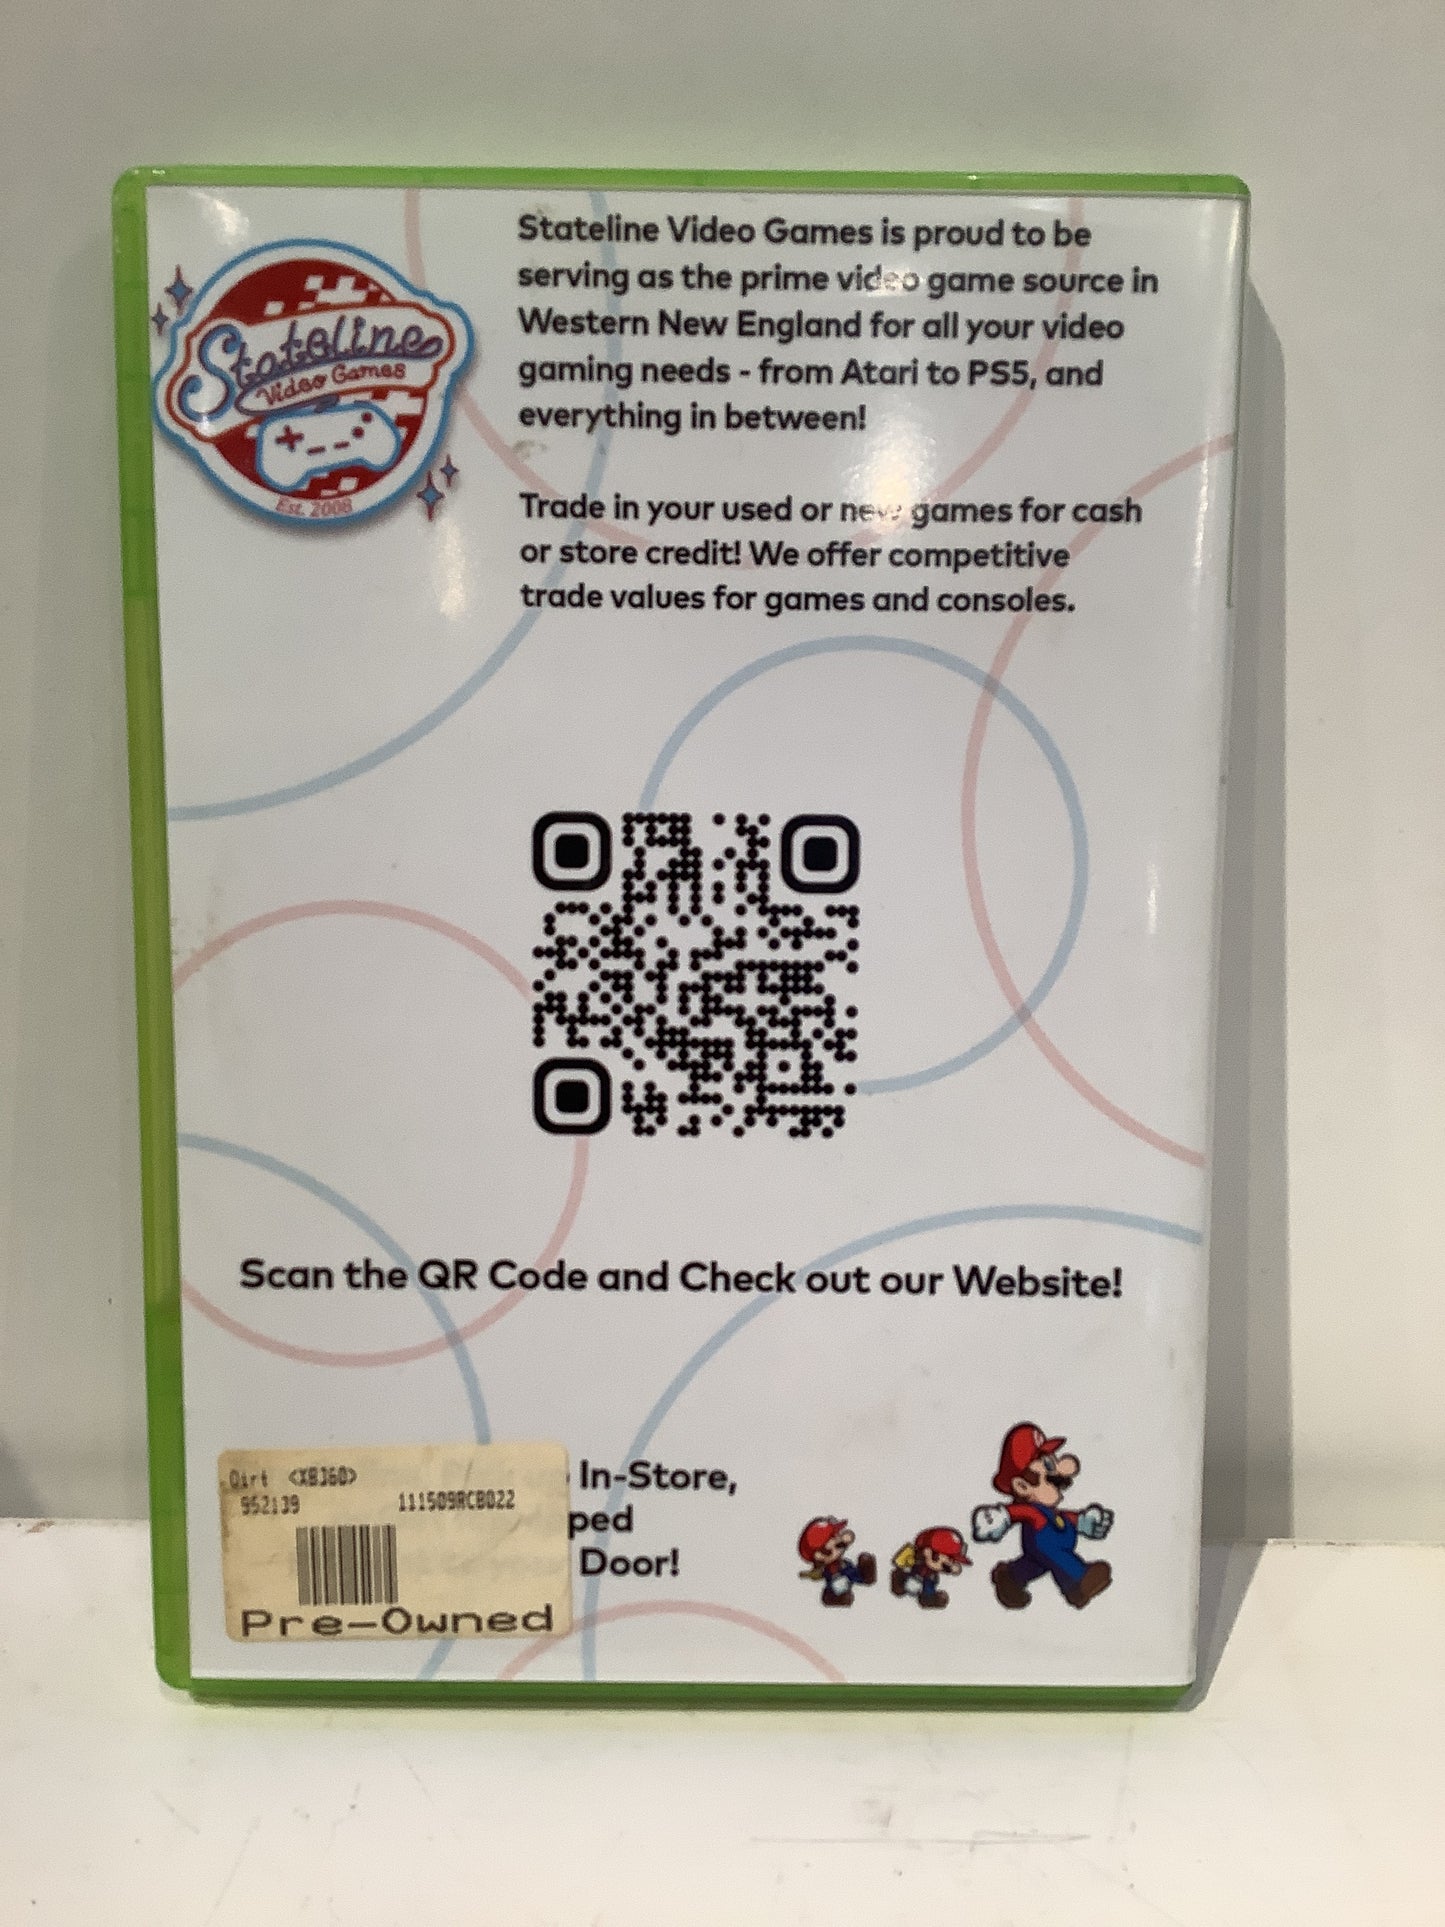 Stateline
Video Games
Est. 2008
Stateline Video Game Games is proud to be
serving as the prime video game source in
Western New England for all your video
gaming needs - from Atari to PS5, and
everything in between!
Trade in your used or new games for cash
or store credit! We offer competitive
trade values for games and consoles.
Scan the QR Code and Check out our Website!
In-Store,
ped
Door!
Dirt <XB360>
952139 111509RCB022
Pre-Owned